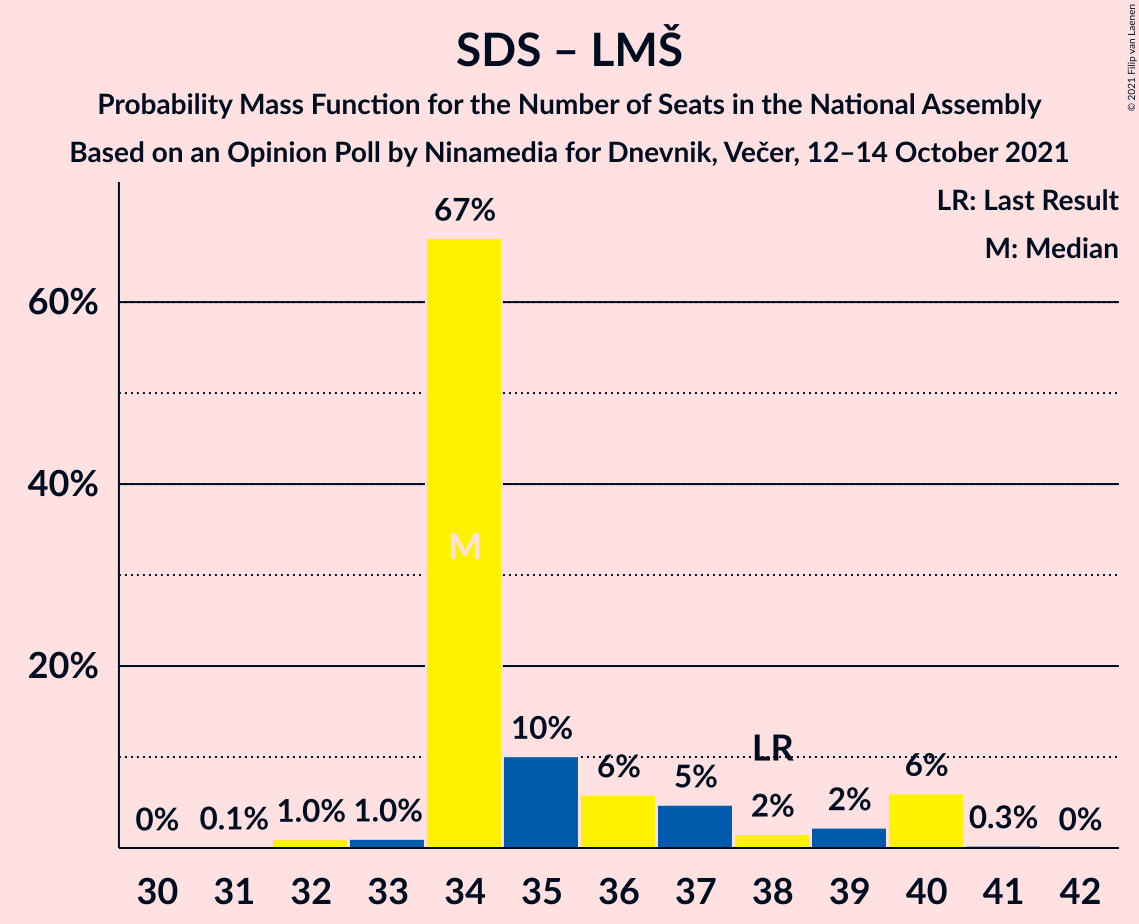 SDS – LMŠ
Probability Mass Function for the Number of Seats in the National Assembly
Based on an Opinion Poll by Ninamedia for Dnevnik, Večer, 12–14 October 2021
© 2021 Filip van Laenen
LR: Last Result
M: Median
60%
40%
20%
0% 0.1% 1.0% 1.0% 67% 10% 6% 5% 2% 2% 6% 0.3% 0%
M
LR
30 31 32 33 34 35 36 37 38 39 40 41 42